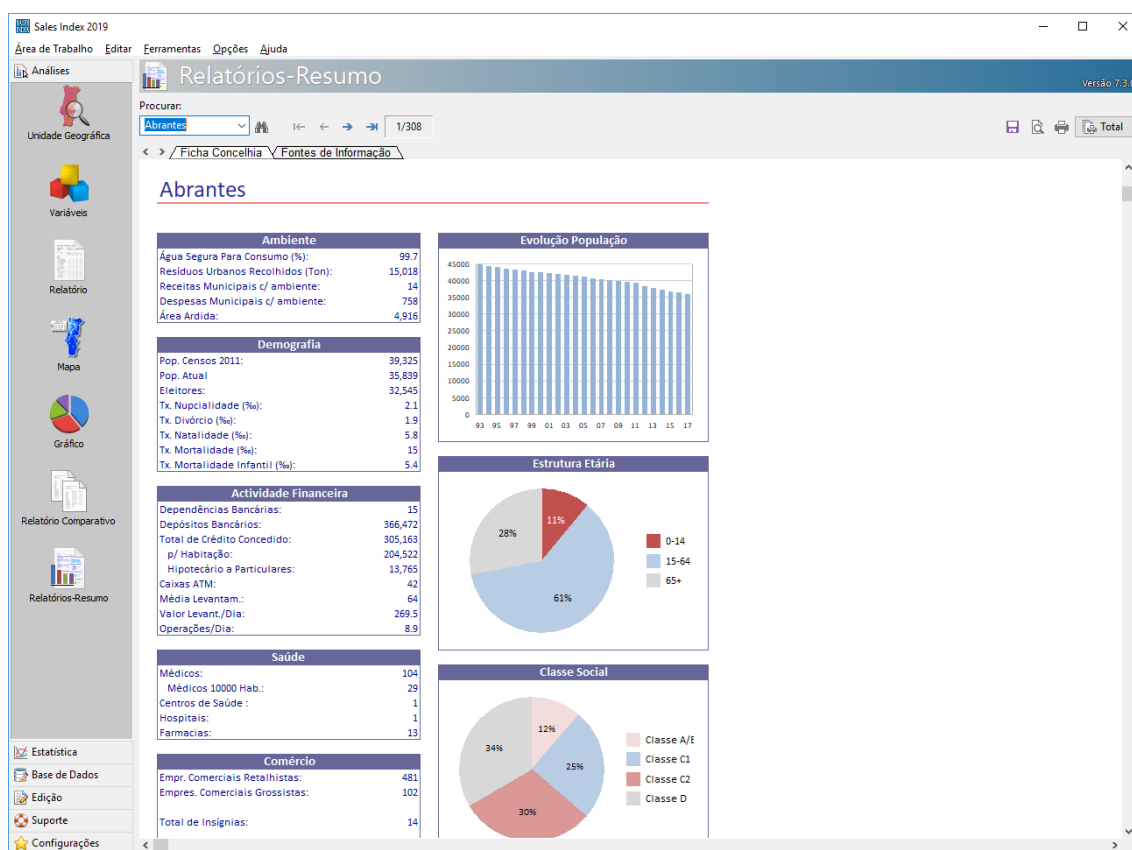 Sales Index 2019
Área de Trabalho Editar Ferramentas Opções Ajuda
Análises
Unidade Geográfica
Variáveis
Relatório
Mapa
Gráfico
Relatório Comparativo
Relatórios-Resumo
Estatística
Base de Dados
Edição
Suporte
Configurações
Relatórios-Resumo
Versão 7.3.
Procurar:
Abrantes
1/308
Total
Ficha Concelhia Fontes de Informação
Abrantes
Ambiente
Água Segura Para Consumo (%): 99.7
Resíduos Urbanos Recolhidos (Ton): 15,018
Receitas Municipais c/ ambiente: 14
Despesas Municipais c/ ambiente: 758
Área Ardida: 4,916
Demografia
Pop. Censos 2011: 39,325
Pop. Atual 35,839
Eleitores: 32,545
Tx. Nupcialidade (‰): 2.1
Tx. Divórcio (‰): 1.9
Tx. Natalidade (‰): 5.8
Tx. Mortalidade (‰): 15
Tx. Mortalidade Infantil (‰): 5.4
Actividade Financeira
Dependências Bancárias: 15
Depósitos Bancários: 366,472
Total de Crédito Concedido: 305,163
p/ Habitação: 204,522
Hipotecário a Particulares: 13,765
Caixas ATM: 42
Média Levantam.: 64
Valor Levant./Dia: 269.5
Operações/Dia: 8.9
Saúde
Médicos: 104
Médicos 10000 Hab.: 29
Centros de Saúde : 1
Hospitais: 1
Farmacias: 13
Comércio
Empr. Comerciais Retalhistas: 481
Empres. Comerciais Grossistas: 102
Total de Insígnias: 14
Evolução População
45000
40000
35000
30000
25000
20000
15000
10000
5000
0
93 95 97 99 01 03 05 07 09 11 13 15 17
Estrutura Etária
11%
28%
61%
0-14
15-64
65+
Classe Social
12%
34%
25%
30%
Classe A/B
Classe C1
Classe C2
Classe D